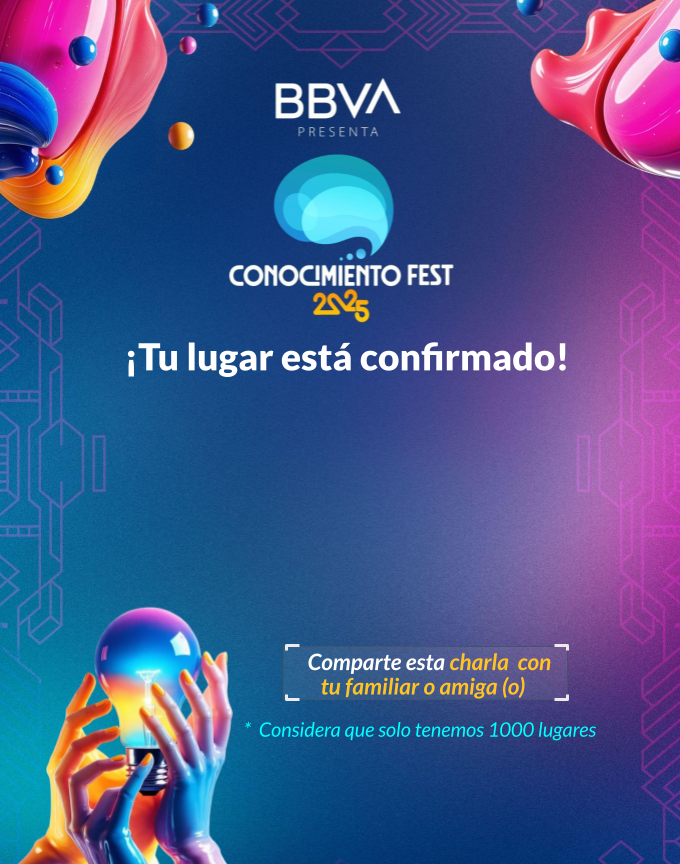 BBVA
PRESENTA
CONOCIMIENTO FEST
2025
¡Tu lugar está confirmado!
Comparte esta charla con
tu familiar o amiga (o)
* Considera que solo tenemos 1000 lugares